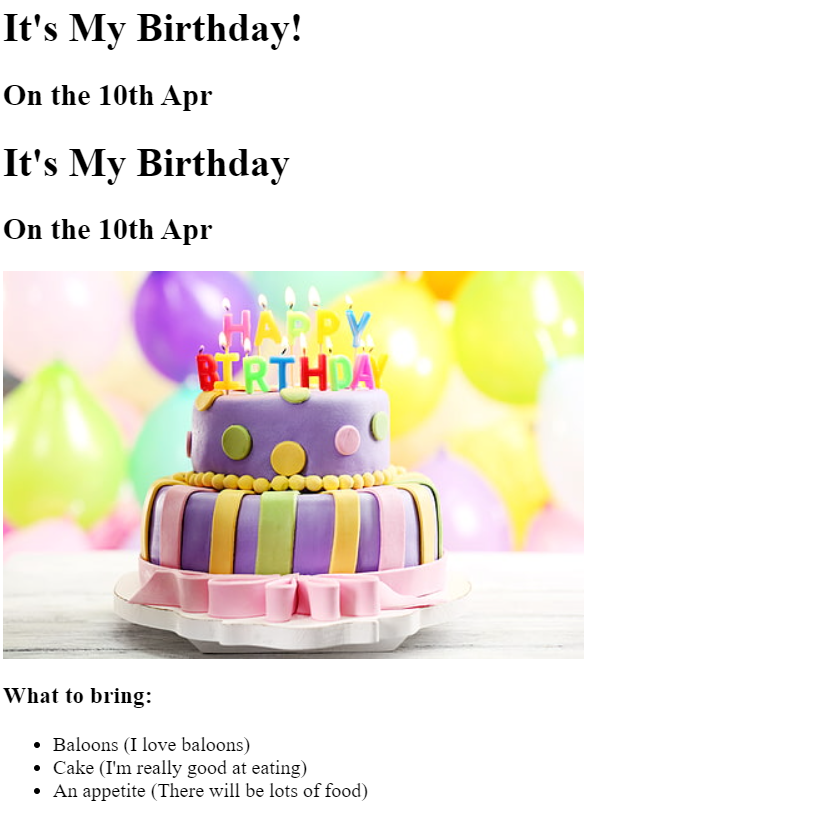 It's My Birthday!
On the 10th Apr
It's My Birthday
On the 10th Apr
HAPPY
BIRTHDAY
What to bring:
Baloons (I love baloons)
Cake (I'm really good at eating)
An appetite (There will be lots of food)